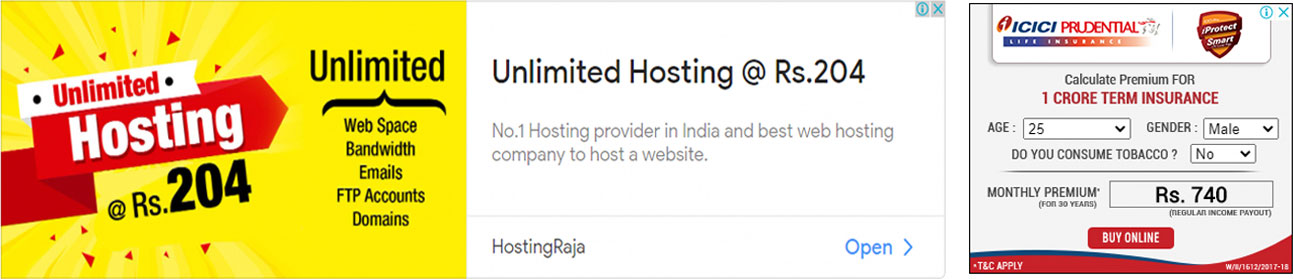 Unlimited
Hosting
@ Rs.204
Unlimited
Web Space
Bandwidth
Emails
FTP Accounts
Domains
Unlimited Hosting @ Rs.204
No.1 Hosting provider in India and best web hosting
company to host a website.
HostingRaja
Open
ICICI PRUDENTIAL
LIFE INSURANCE
iProtect
Smart
Calculate Premium FOR
1 CRORE TERM INSURANCE
AGE : 25 GENDER : Male
DO YOU CONSUME TOBACCO ? No
MONTHLY PREMIUM* Rs. 740
(FOR 30 YEARS) (REGULAR INCOME PAYOUT)
BUY ONLINE
*T&C APPLY W/II/1612/2017-18